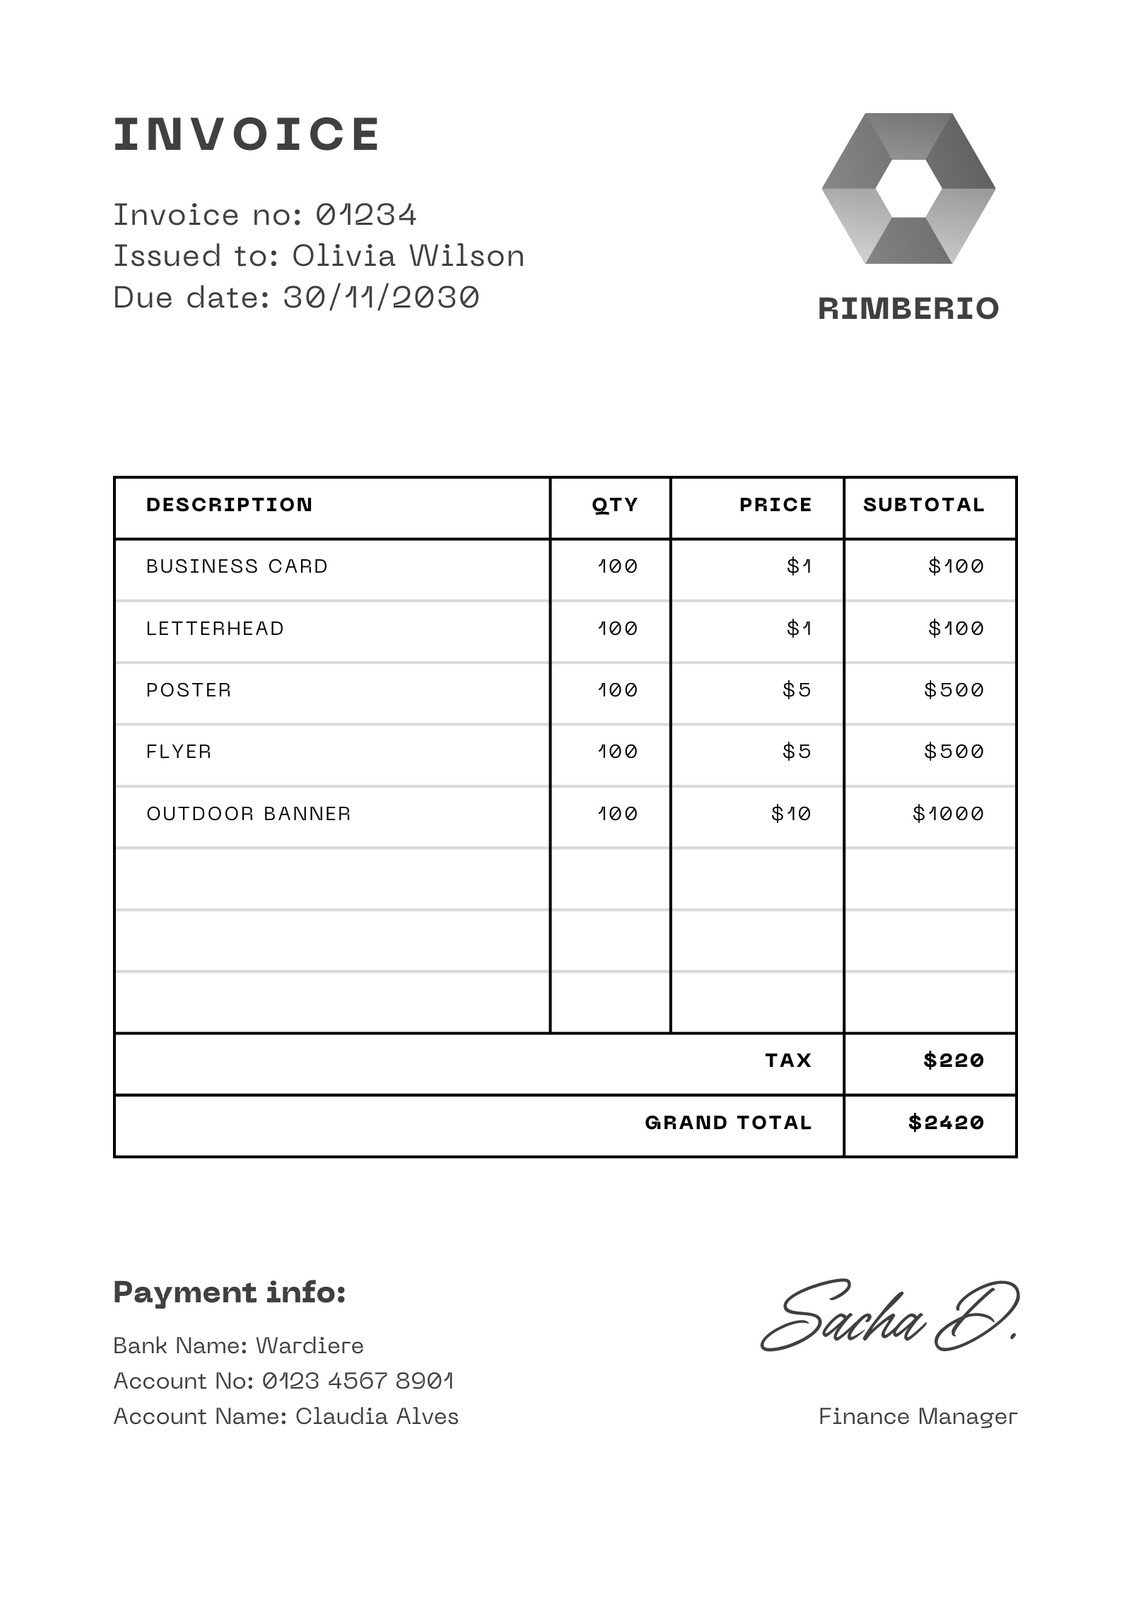 INVOICE
Invoice no: 01234
Issued to: Olivia Wilson
Due date: 30/11/2030
RIMBERIO
DESCRIPTION QTY PRICE SUBTOTAL
BUSINESS CARD 100 $1 $100
LETTERHEAD 100 $1 $100
POSTER 100 $5 $500
FLYER 100 $5 $500
OUTDOOR BANNER 100 $10 $1000
TAX $220
GRAND TOTAL $2420
Payment info:
Bank Name: Wardiere
Account No: 0123 4567 8901
Account Name: Claudia Alves
Sacha D.
Finance Manager